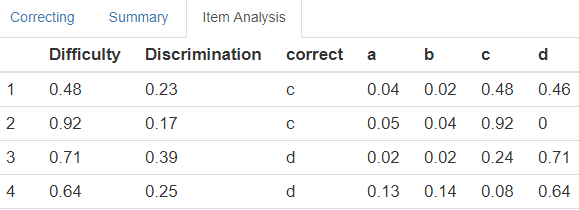 Correcting Summary Item Analysis
Difficulty Discrimination correct a b c d
1 0.48 0.23 c 0.04 0.02 0.48 0.46
2 0.92 0.17 c 0.05 0.04 0.92 0
3 0.71 0.39 d 0.02 0.02 0.24 0.71
4 0.64 0.25 d 0.13 0.14 0.08 0.64